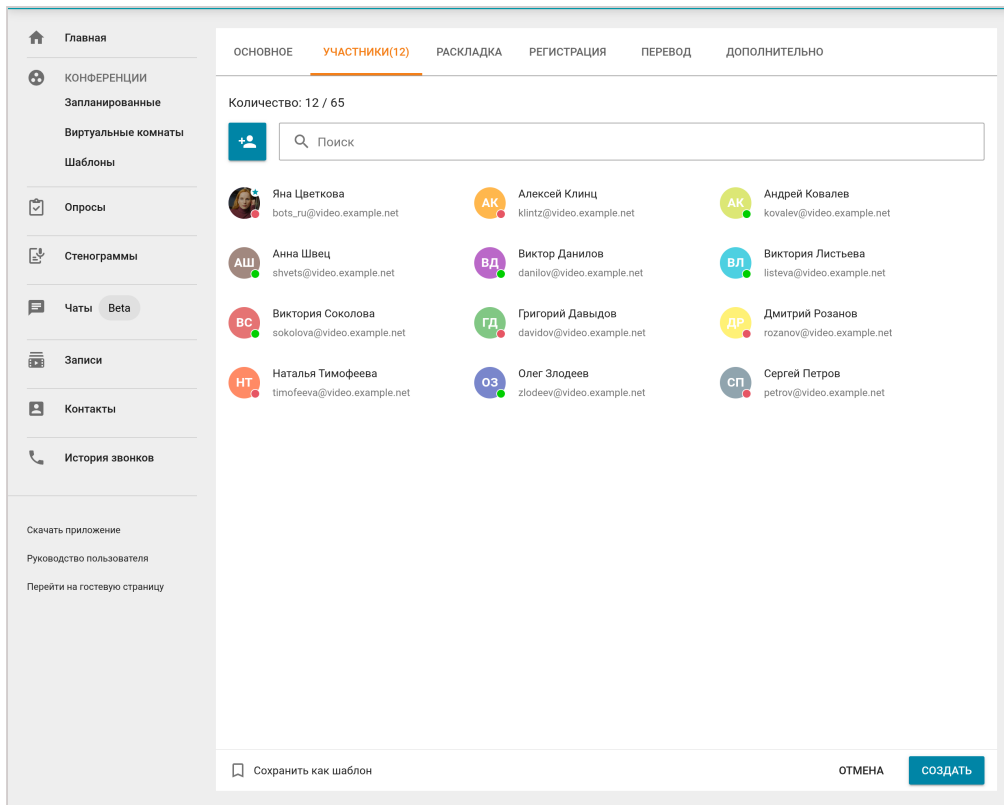 Главная
КОНФЕРЕНЦИИ
Запланированные
Виртуальные комнаты
Шаблоны
Опросы
Стенограммы
Чаты Beta
Записи
Контакты
История звонков
Скачать приложение
Руководство пользователя
Перейти на гостевую страницу
ОСНОВНОЕ УЧАСТНИКИ(12) РАСКЛАДКА РЕГИСТРАЦИЯ ПЕРЕВОД ДОПОЛНИТЕЛЬНО
Количество: 12 / 65
Поиск
Яна Цветкова
bots_ru@video.example.net
АК
Алексей Клинц
klintz@video.example.net
АК
Андрей Ковалев
kovalev@video.example.net
АШ
Анна Швец
shvets@video.example.net
ВД
Виктор Данилов
danilov@video.example.net
ВЛ
Виктория Листьева
listeva@video.example.net
ВС
Виктория Соколова
sokolova@video.example.net
ГД
Григорий Давыдов
davidov@video.example.net
ДР
Дмитрий Розанов
rozanov@video.example.net
НТ
Наталья Тимофеева
timofeeva@video.example.net
ОЗ
Олег Злодеев
zlodeev@video.example.net
СП
Сергей Петров
petrov@video.example.net
Сохранить как шаблон
ОТМЕНА СОЗДАТЬ